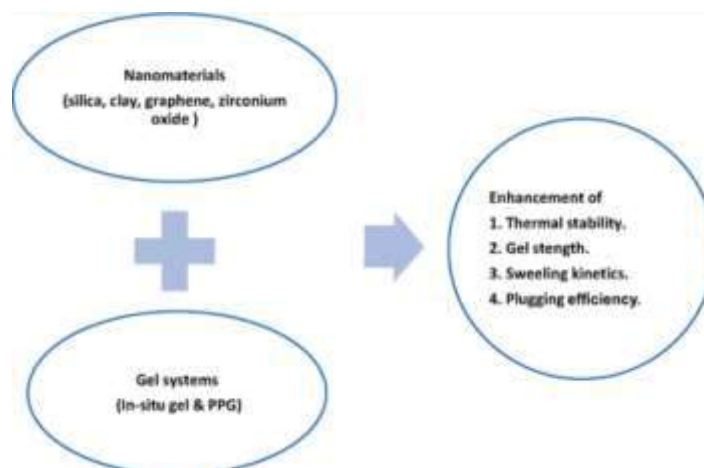 Nanomaterials
(silica, clay, graphene, zirconium
oxide )
Enhancement of
1. Thermal stability.
2. Gel stength.
3. Sweeling kinetics.
4. Plugging efficiency.
Gel systems
(In-situ gel & PPG)